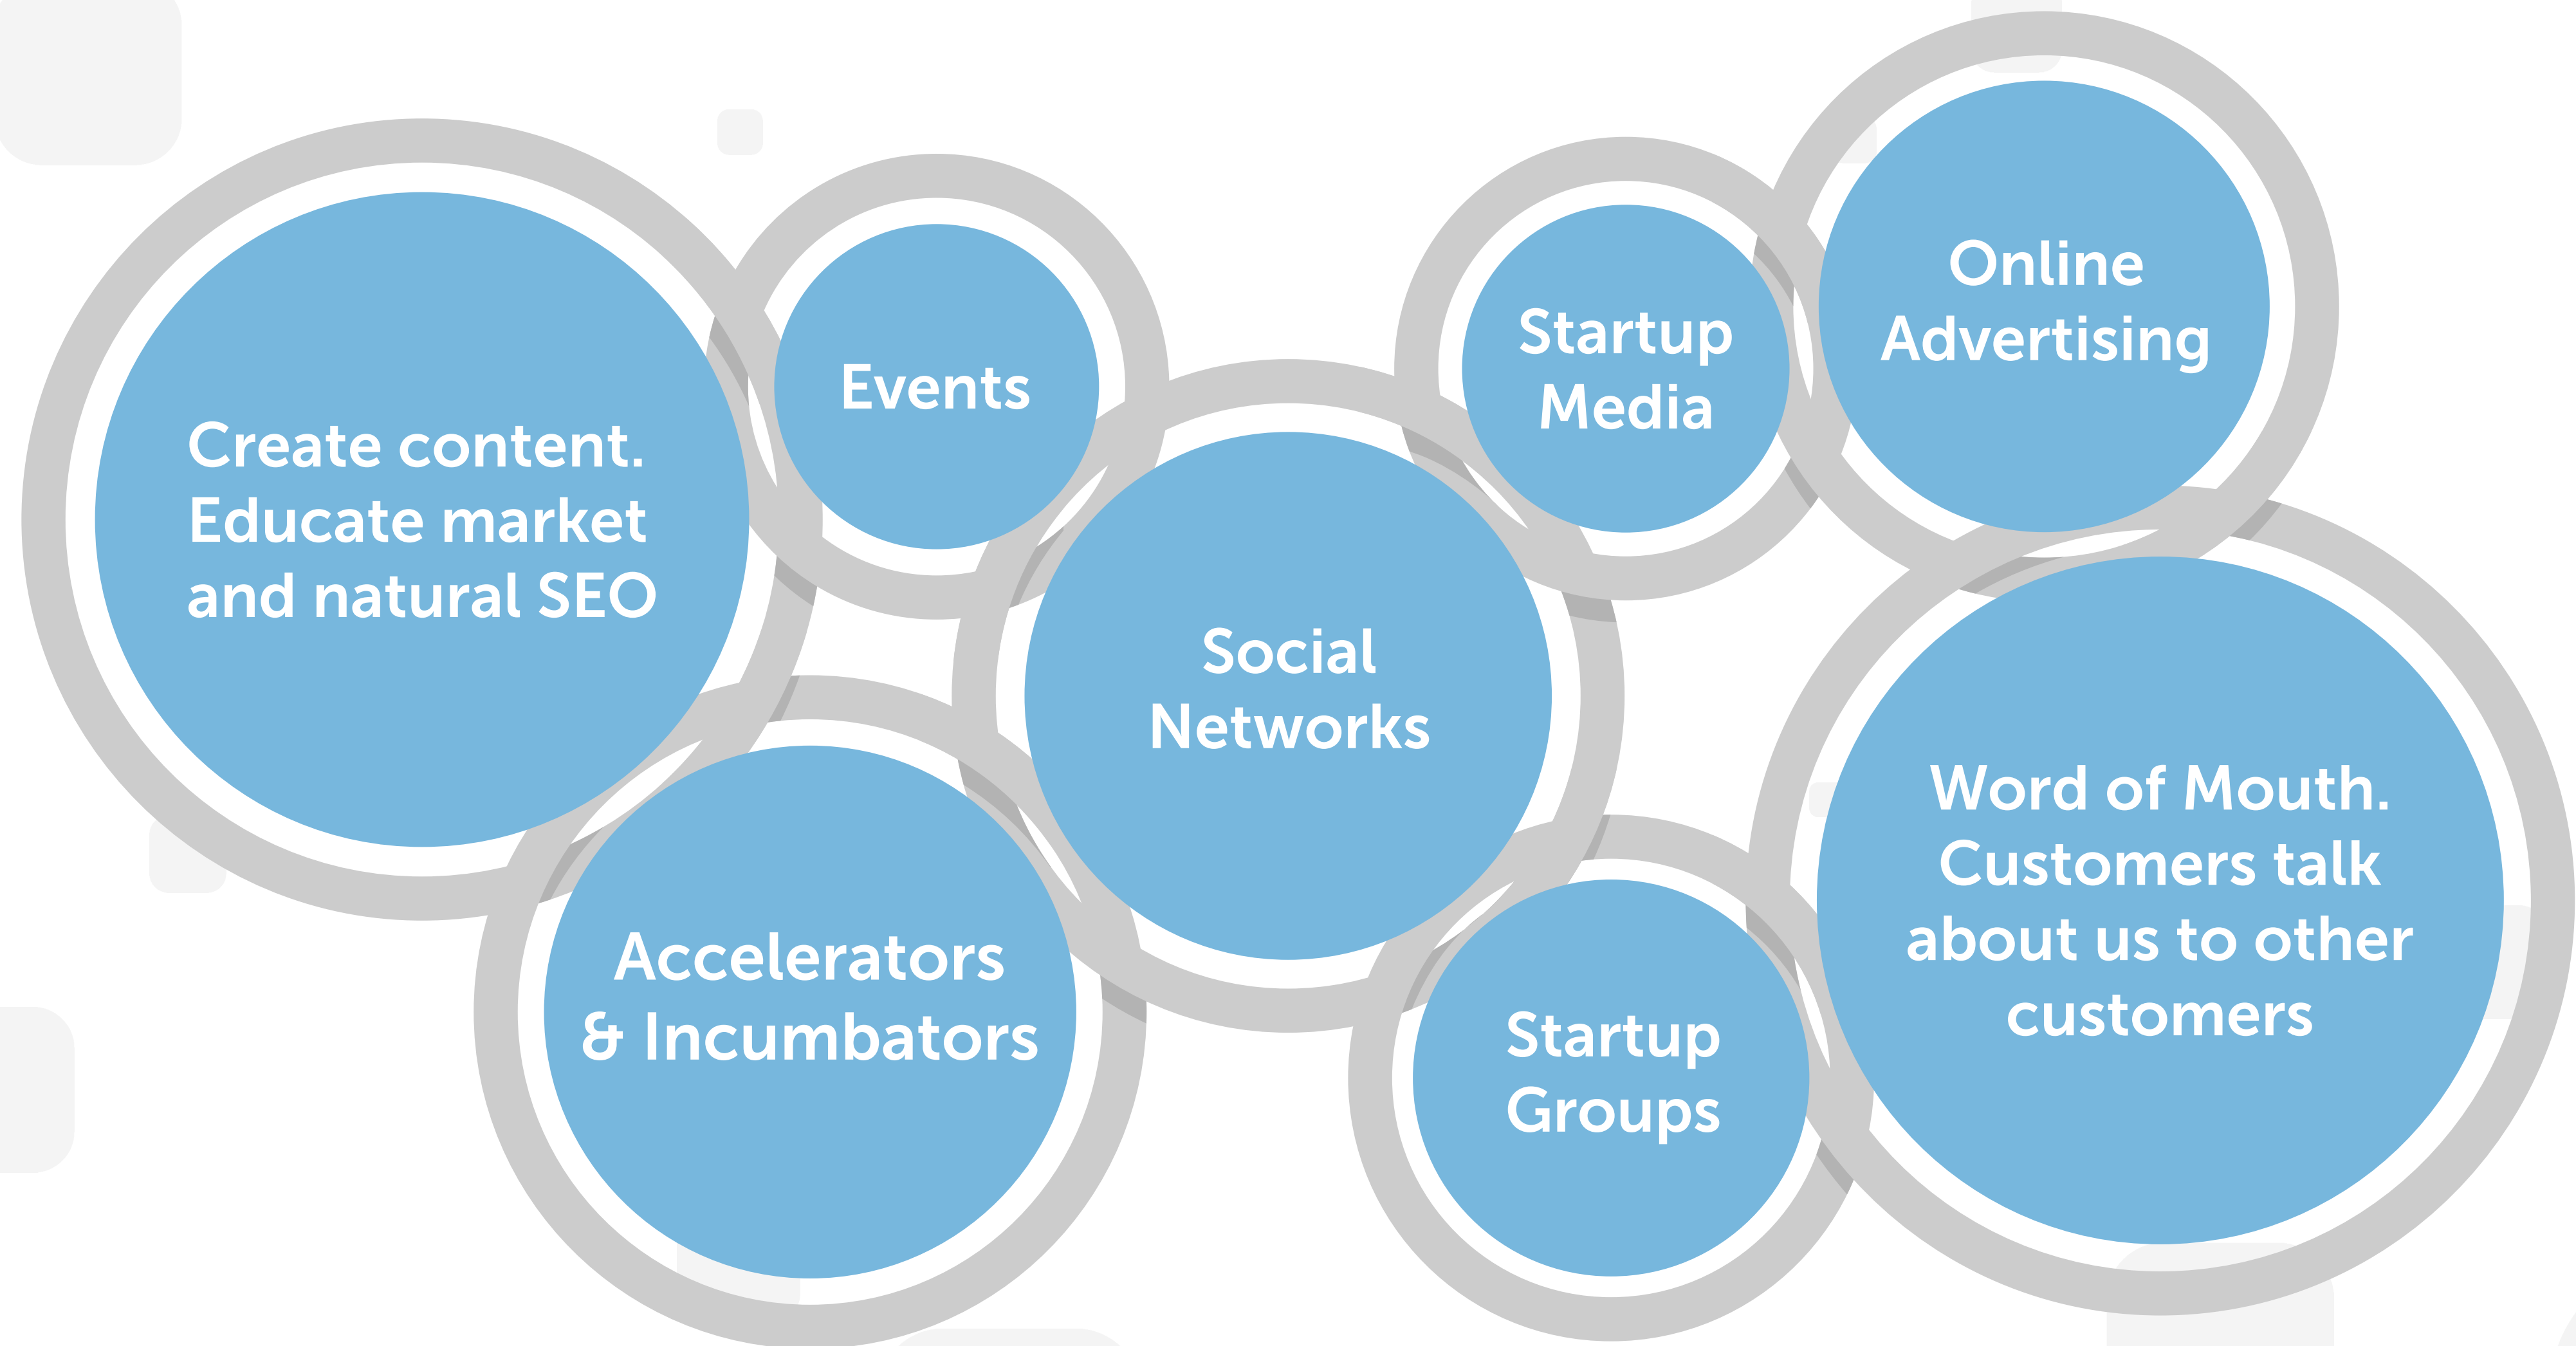 Create content.
Educate market
and natural SEO
Events
Social
Networks
Accelerators
& Incumbators
Startup
Media
Online
Advertising
Startup
Groups
Word of Mouth.
Customers talk
about us to other
customers